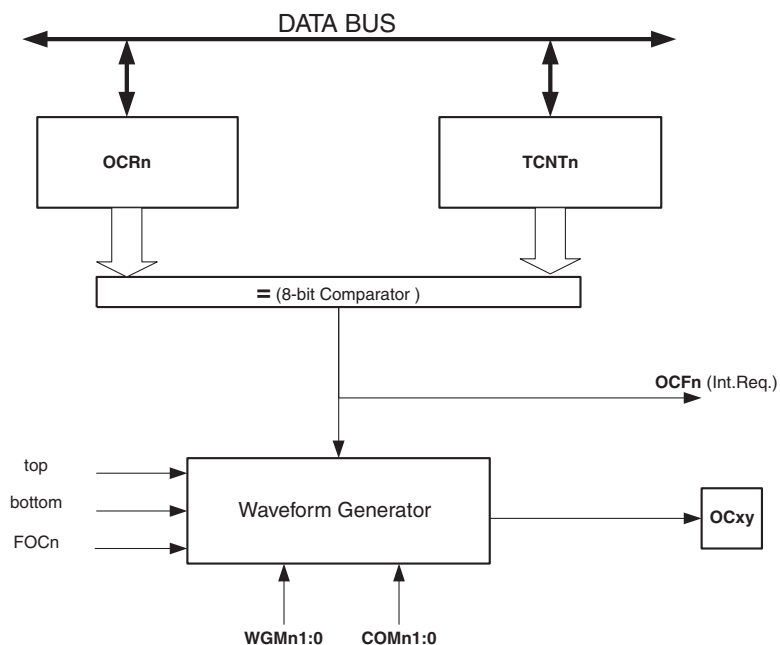 DATA BUS
OCRn
TCNTn
= (8-bit Comparator )
OCFn (Int.Req.)
top
bottom
FOCn
Waveform Generator
OCxy
WGMn1:0
COMn1:0